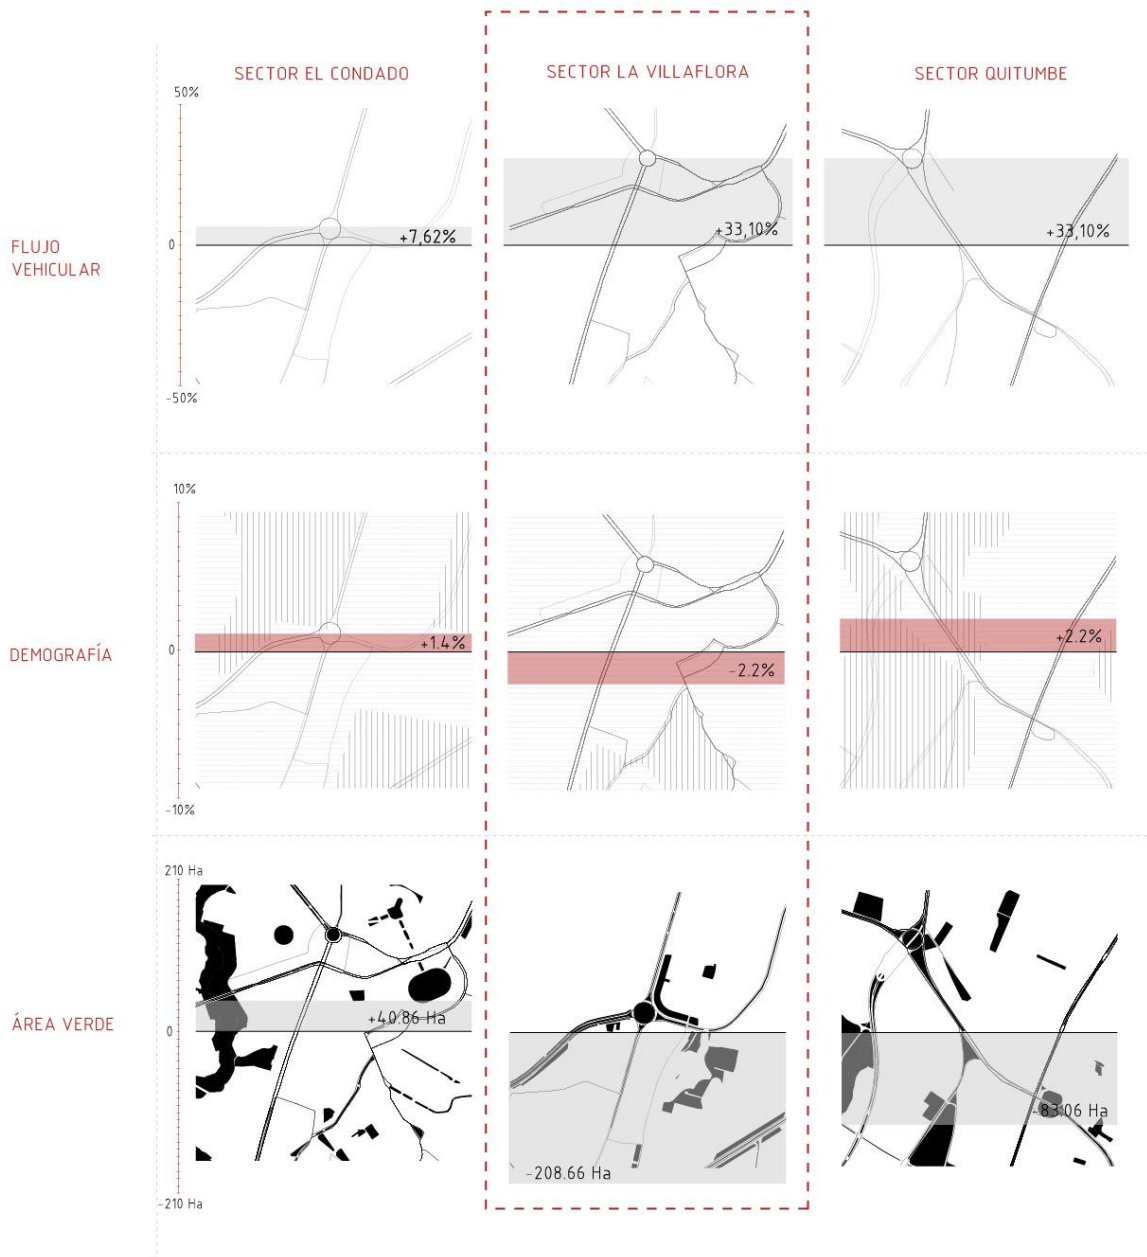 SECTOR EL CONDADO
SECTOR LA VILLAFLORA
SECTOR QUITUMBE
50%
FLUJO
VEHICULAR
0
+7,62%
+33,10%
+33,10%
-50%
10%
DEMOGRAFÍA
0
+1.4%
-2.2%
+2.2%
-10%
210 Ha
ÁREA VERDE
0
+40.86 Ha
-208.66 Ha
-83.06 Ha
-210 Ha